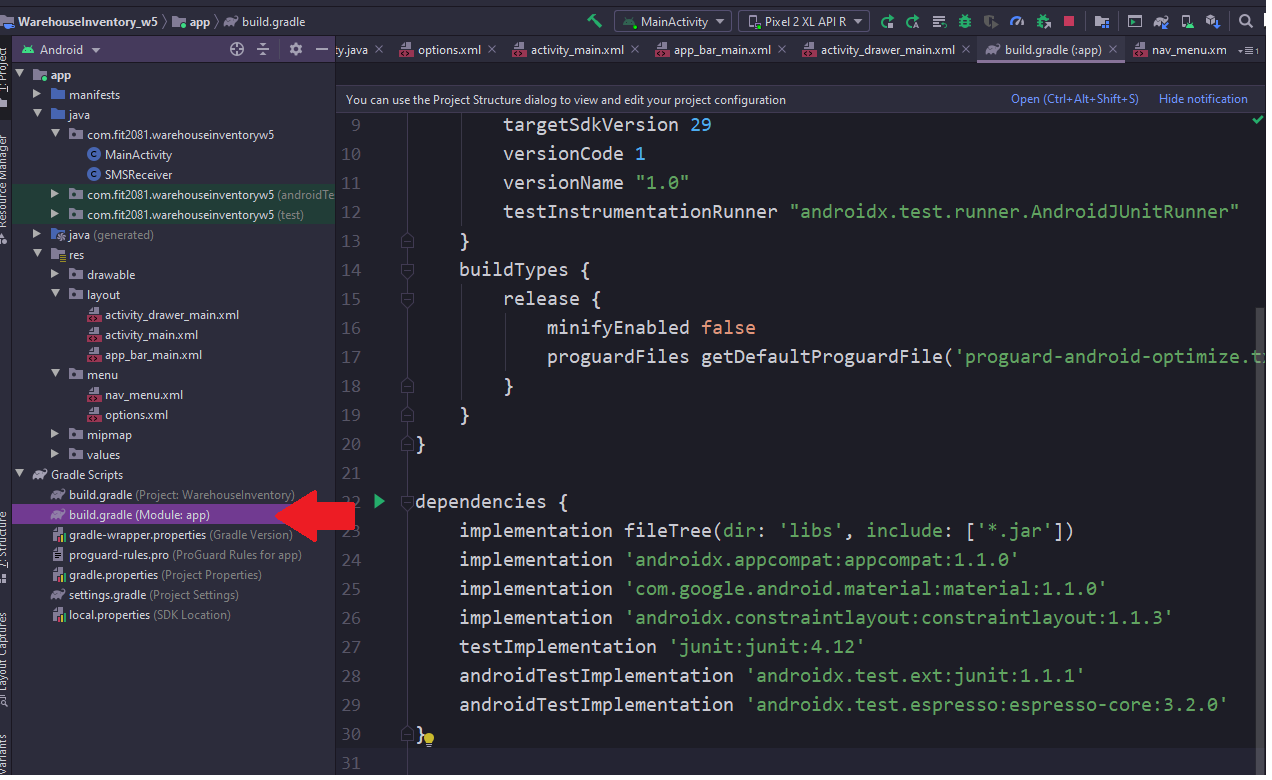 WarehouseInventory_w5 app build.gradle
MainActivity Pixel 2 XL API R
Android
ty.java options.xml activity_main.xml app_bar_main.xml activity_drawer_main.xml build.gradle (:app) nav_menu.xm
1
You can use the Project Structure dialog to view and edit your project configuration Open (Ctrl+Alt+Shift+S) Hide notification
1: Project
Resource Manager
7: Structure
Layout Captures
Variants
app
manifests
java
com.fit2081.warehouseinventoryw5
MainActivity
SMSReceiver
com.fit2081.warehouseinventoryw5 (androidTe
com.fit2081.warehouseinventoryw5 (test)
java (generated)
res
drawable
layout
activity_drawer_main.xml
activity_main.xml
app_bar_main.xml
menu
nav_menu.xml
options.xml
mipmap
values
Gradle Scripts
build.gradle (Project: WarehouseInventory)
build.gradle (Module: app)
gradle-wrapper.properties (Gradle Version)
proguard-rules.pro (ProGuard Rules for app)
gradle.properties (Project Properties)
settings.gradle (Project Settings)
local.properties (SDK Location)
9 targetSdkVersion 29
10 versionCode 1
11 versionName "1.0"
12 testInstrumentationRunner "androidx.test.runner.AndroidJUnitRunner"
13 }
14 buildTypes {
15 release {
16 minifyEnabled false
17 proguardFiles getDefaultProguardFile('proguard-android-optimize.t
18 }
19 }
20 }
21
22 dependencies {
23 implementation fileTree(dir: 'libs', include: ['*.jar'])
24 implementation 'androidx.appcompat:appcompat:1.1.0'
25 implementation 'com.google.android.material:material:1.1.0'
26 implementation 'androidx.constraintlayout:constraintlayout:1.1.3'
27 testImplementation 'junit:junit:4.12'
28 androidTestImplementation 'androidx.test.ext:junit:1.1.1'
29 androidTestImplementation 'androidx.test.espresso:espresso-core:3.2.0'
30 }
31